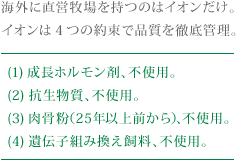 海外に直営牧場を持つのはイオンだけ。
イオンは４つの約束で品質を徹底管理。
(1) 成長ホルモン剤、不使用。
(2) 抗生物質、不使用。
(3) 肉骨粉（25年以上前から）、不使用。
(4) 遺伝子組み換え飼料、不使用。